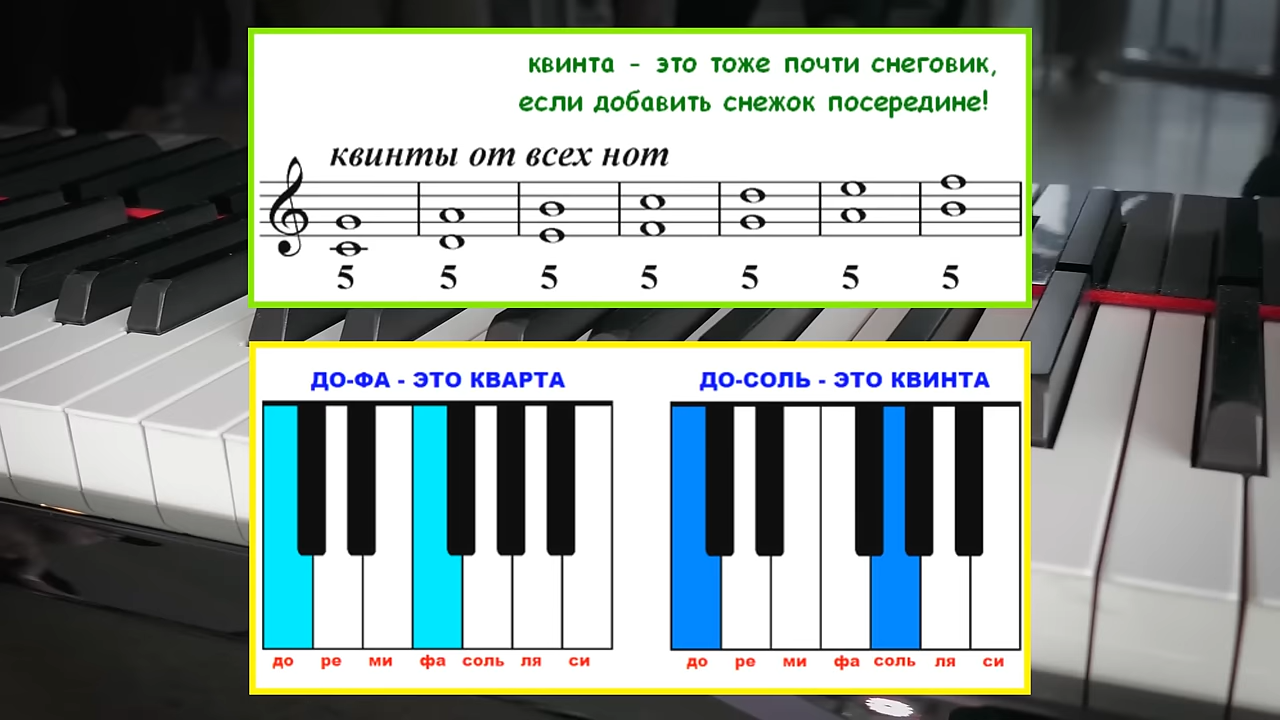 квинта - это тоже почти снеговик,
если добавить снежок посередине!
квинты от всех нот
5 5 5 5 5 5 5
ДО-ФА - ЭТО КВАРТА
ДО-СОЛЬ - ЭТО КВИНТА
до ре ми фа соль ля си
до ре ми фа соль ля си